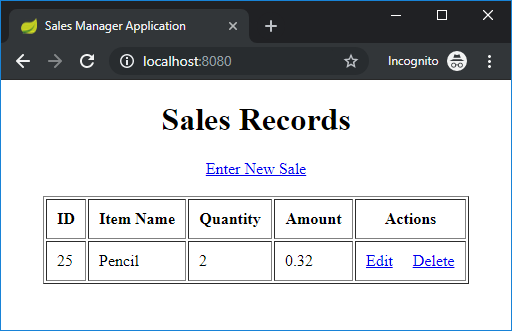 Sales Manager Application
localhost:8080
Incognito
Sales Records
Enter New Sale
ID Item Name Quantity Amount Actions
25 Pencil 2 0.32 Edit Delete